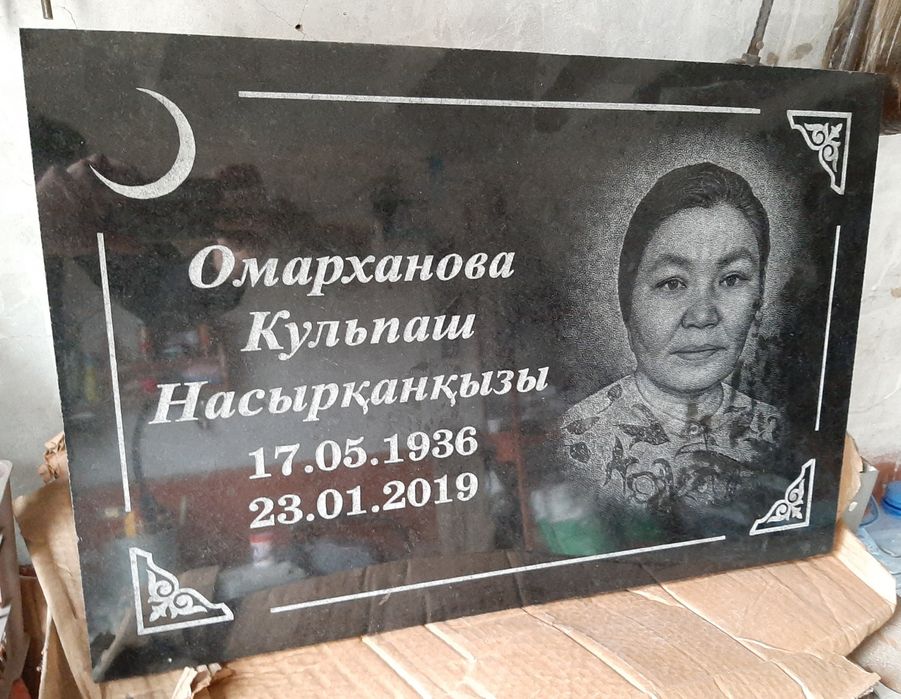 Омарханова
Кульпаш
Насырқанқызы
17.05.1936
23.01.2019